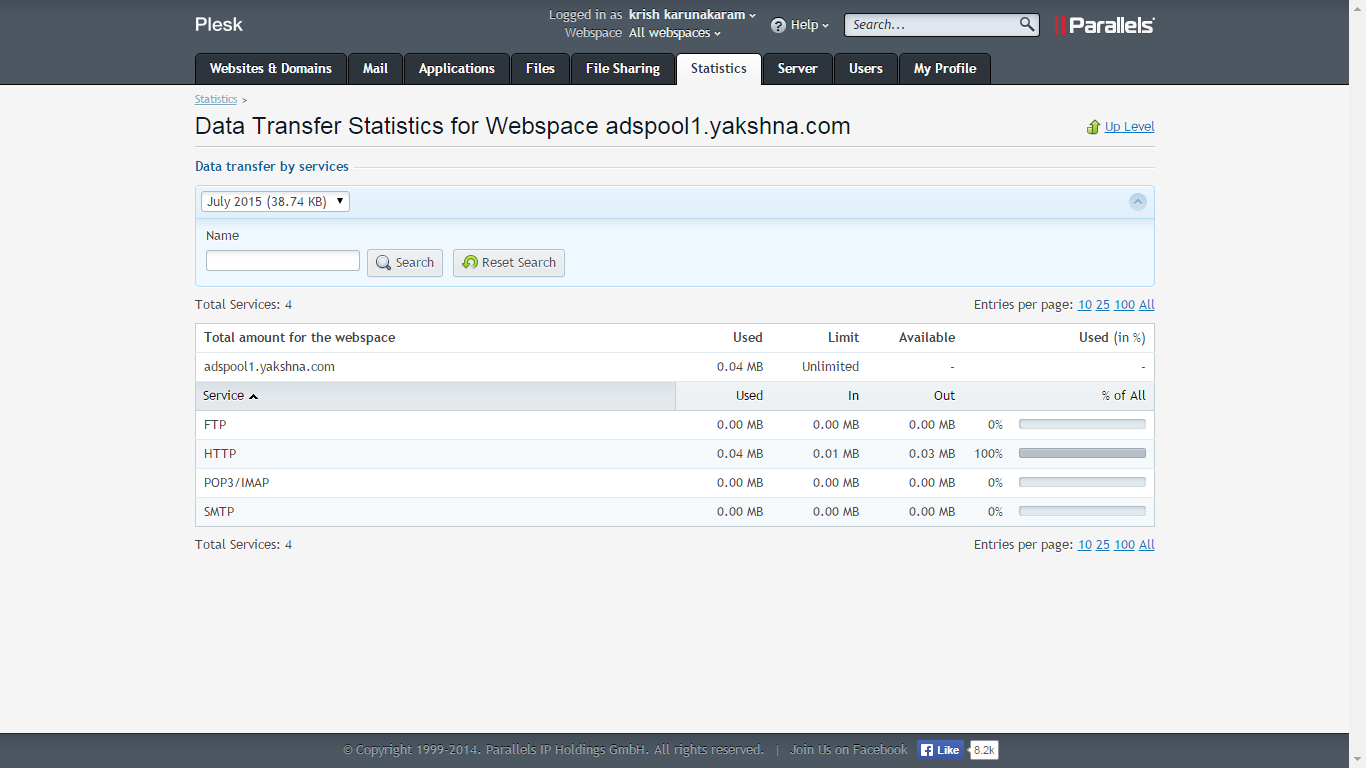 Plesk
Logged in as krish karunakaram
Webspace All webspaces
Help
Search...
Parallels
Websites & Domains Mail Applications Files File Sharing Statistics Server Users My Profile
Statistics >
Data Transfer Statistics for Webspace adspool1.yakshna.com
Up Level
Data transfer by services
July 2015 (38.74 KB)
Name
Search Reset Search
Total Services: 4 Entries per page: 10 25 100 All
Total amount for the webspace Used Limit Available Used (in %)
adspool1.yakshna.com 0.04 MB Unlimited - -
Service Used In Out % of All
FTP 0.00 MB 0.00 MB 0.00 MB 0%
HTTP 0.04 MB 0.01 MB 0.03 MB 100%
POP3/IMAP 0.00 MB 0.00 MB 0.00 MB 0%
SMTP 0.00 MB 0.00 MB 0.00 MB 0%
Total Services: 4 Entries per page: 10 25 100 All
© Copyright 1999-2014. Parallels IP Holdings GmbH. All rights reserved. | Join Us on Facebook Like 8.2k